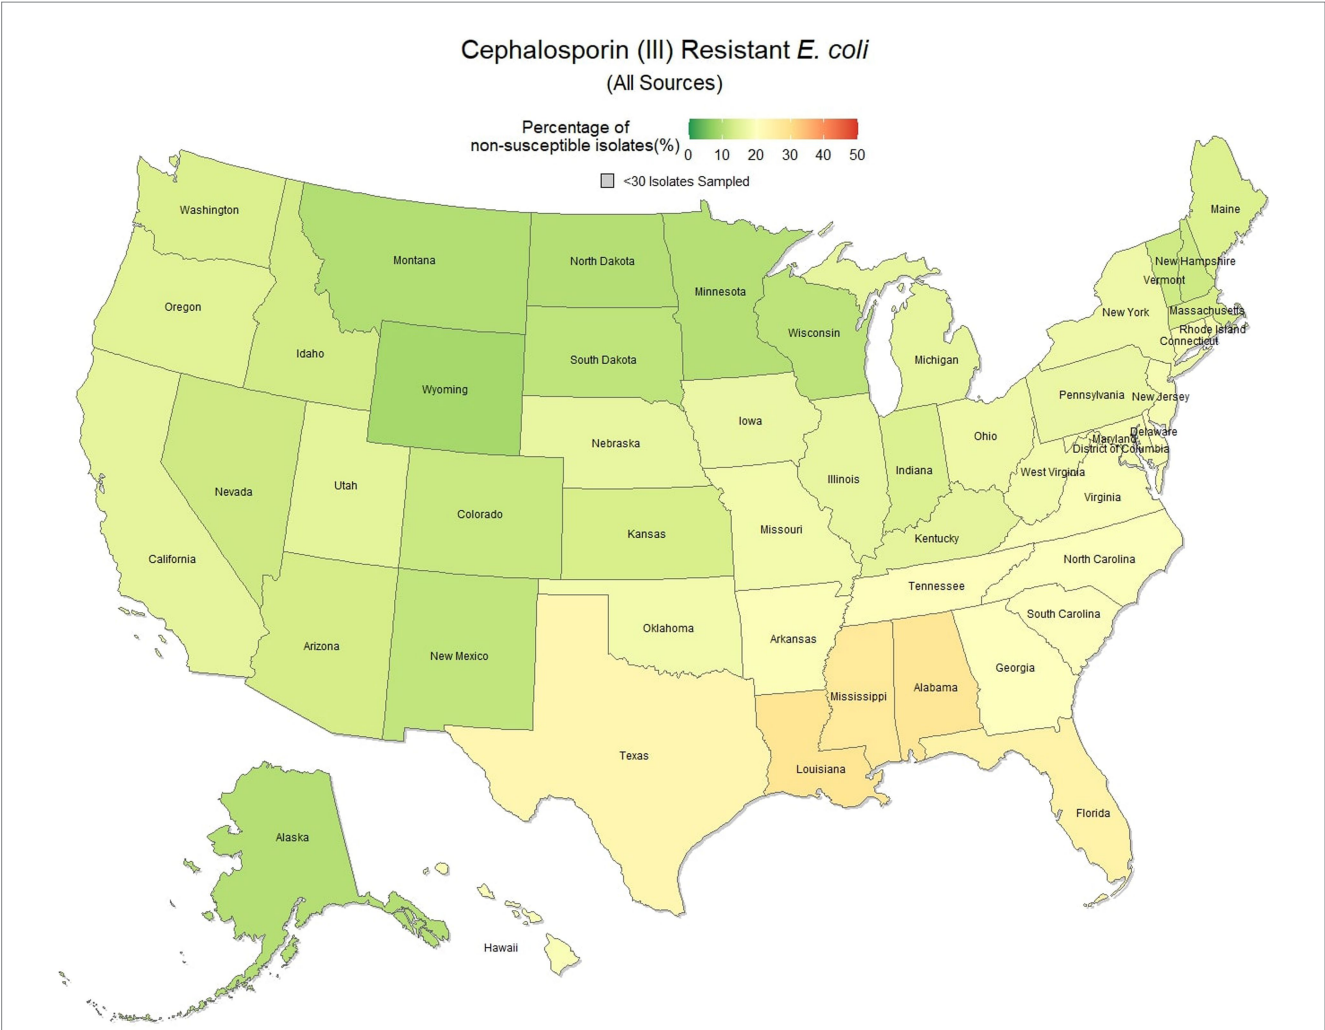 Cephalosporin (III) Resistant E. coli
(All Sources)
Percentage of
non-susceptible isolates(%)
0 10 20 30 40 50
<30 Isolates Sampled
Washington
Maine
Montana
North Dakota
New Hampshire
Vermont
Minnesota
Oregon
New York
Massachusetts
Rhode Island
Connecticut
Wisconsin
Idaho
South Dakota
Michigan
Wyoming
Pennsylvania
New Jersey
Iowa
Nebraska
Ohio
Delaware
Maryland
District of Columbia
Illinois
Indiana
West Virginia
Utah
Nevada
Virginia
Colorado
Kansas
Missouri
Kentucky
California
North Carolina
Tennessee
South Carolina
Oklahoma
Arkansas
Arizona
New Mexico
Georgia
Mississippi
Alabama
Texas
Louisiana
Florida
Alaska
Hawaii